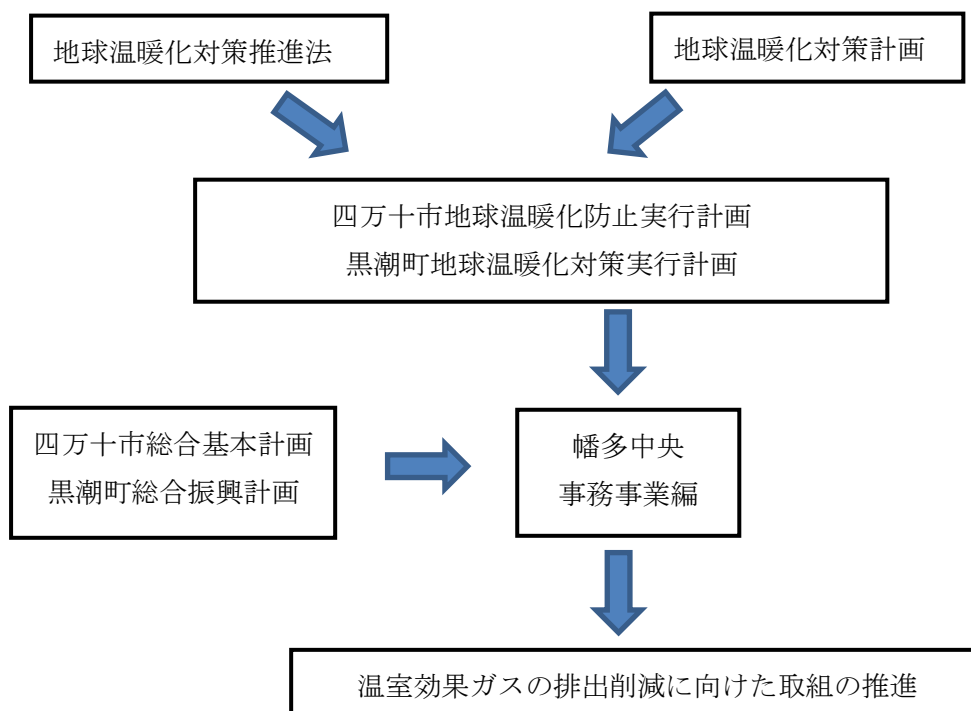 地球温暖化対策推進法
地球温暖化対策計画
四万十市地球温暖化防止実行計画
黒潮町地球温暖化対策実行計画
四万十市総合基本計画
黒潮町総合振興計画
幡多中央
事務事業編
温室効果ガスの排出削減に向けた取組の推進